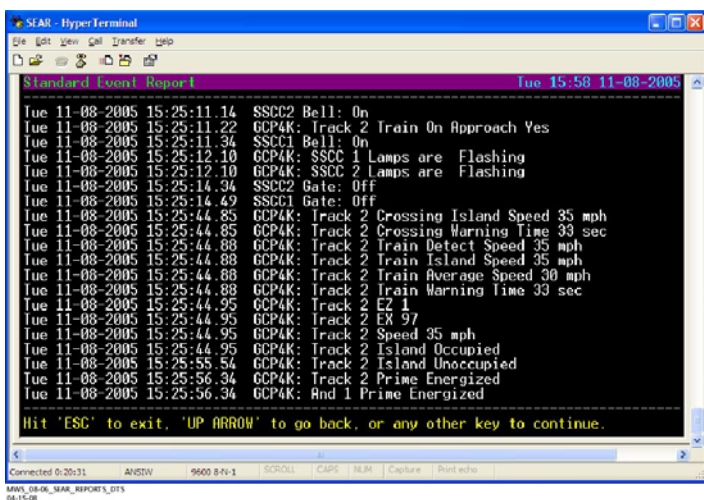 SEAR - HyperTerminal
File Edit View Call Transfer Help
Standard Event Report Tue 15:58 11-08-2005
Tue 11-08-2005 15:25:11.14 SSCC2 Bell: On
Tue 11-08-2005 15:25:11.22 GCP4K: Track 2 Train On Approach Yes
Tue 11-08-2005 15:25:11.34 SSCC1 Bell: On
Tue 11-08-2005 15:25:12.10 GCP4K: SSCC 1 Lamps are Flashing
Tue 11-08-2005 15:25:12.10 GCP4K: SSCC 2 Lamps are Flashing
Tue 11-08-2005 15:25:14.34 SSCC2 Gate: Off
Tue 11-08-2005 15:25:14.49 SSCC1 Gate: Off
Tue 11-08-2005 15:25:44.85 GCP4K: Track 2 Crossing Island Speed 35 mph
Tue 11-08-2005 15:25:44.85 GCP4K: Track 2 Crossing Warning Time 33 sec
Tue 11-08-2005 15:25:44.88 GCP4K: Track 2 Train Detect Speed 35 mph
Tue 11-08-2005 15:25:44.88 GCP4K: Track 2 Train Island Speed 35 mph
Tue 11-08-2005 15:25:44.88 GCP4K: Track 2 Train Average Speed 30 mph
Tue 11-08-2005 15:25:44.88 GCP4K: Track 2 Train Warning Time 33 sec
Tue 11-08-2005 15:25:44.95 GCP4K: Track 2 EZ 1
Tue 11-08-2005 15:25:44.95 GCP4K: Track 2 EX 97
Tue 11-08-2005 15:25:44.95 GCP4K: Track 2 Speed 35 mph
Tue 11-08-2005 15:25:44.95 GCP4K: Track 2 Island Occupied
Tue 11-08-2005 15:25:55.54 GCP4K: Track 2 Island Unoccupied
Tue 11-08-2005 15:25:56.34 GCP4K: Track 2 Prime Energized
Tue 11-08-2005 15:25:56.34 GCP4K: And 1 Prime Energized
Hit 'ESC' to exit, 'UP ARROW' to go back, or any other key to continue.
Connected 0:20:31 ANSIW 9600 8-N-1 SCROLL CAPS NUM Capture Print echo
MWS_08-06_SEAR_REPORTS_DTS
04-15-08